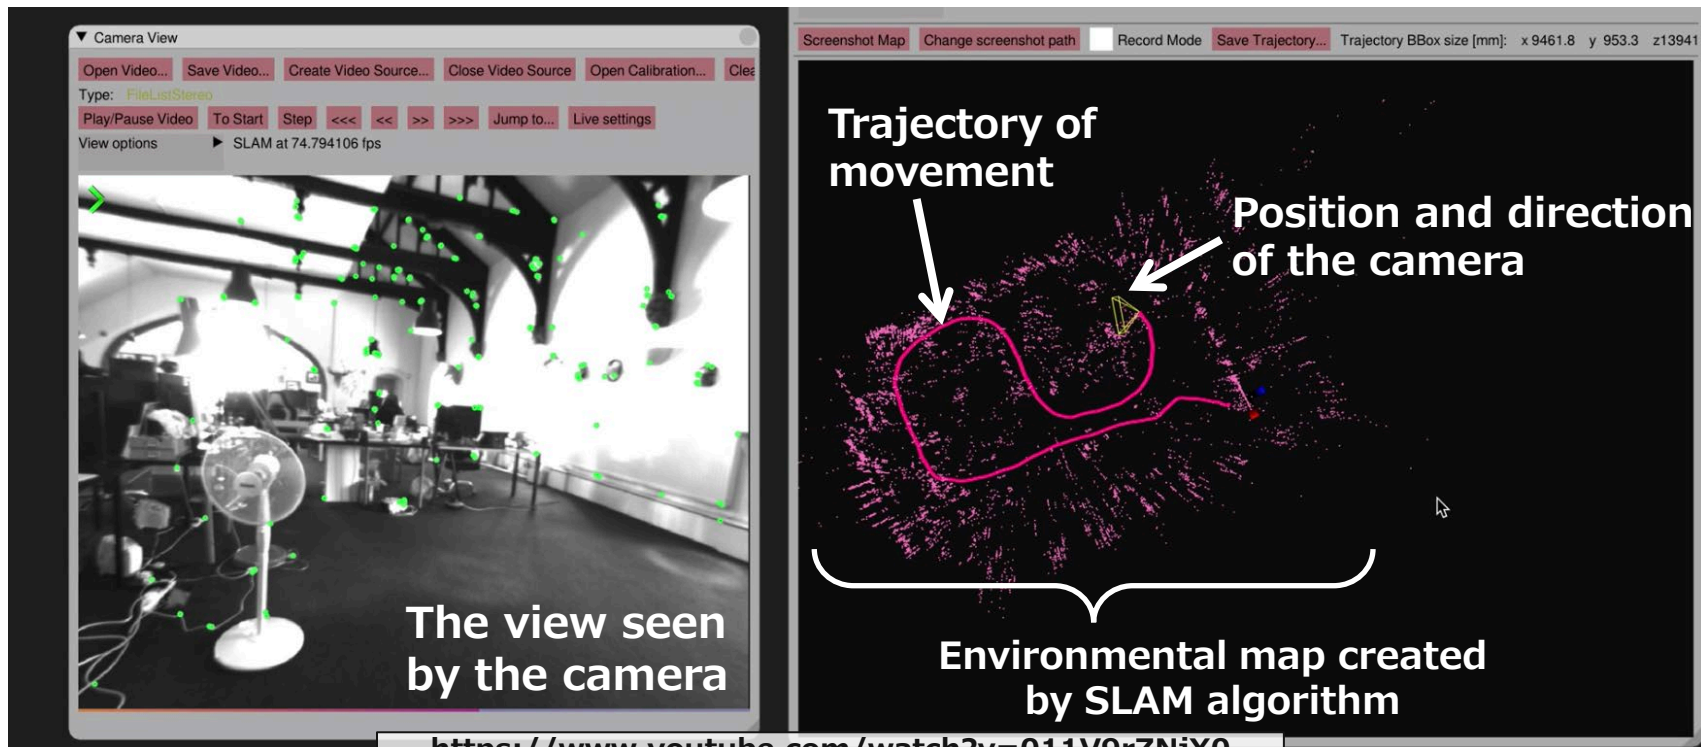 Camera View
Open Video... Save Video... Create Video Source... Close Video Source Open Calibration...
Type: FileListStereo
Play/Pause Video To Start Step <<< << >> >>> Jump to... Live settings
View options SLAM at 74.794106 fps
The view seen
by the camera
Screenshot Map Change screenshot path Record Mode Save Trajectory... Trajectory BBox size [mm]: x 9461.8 y 953.3 z13941
Trajectory of
movement
Position and direction
of the camera
Environmental map created
by SLAM algorithm